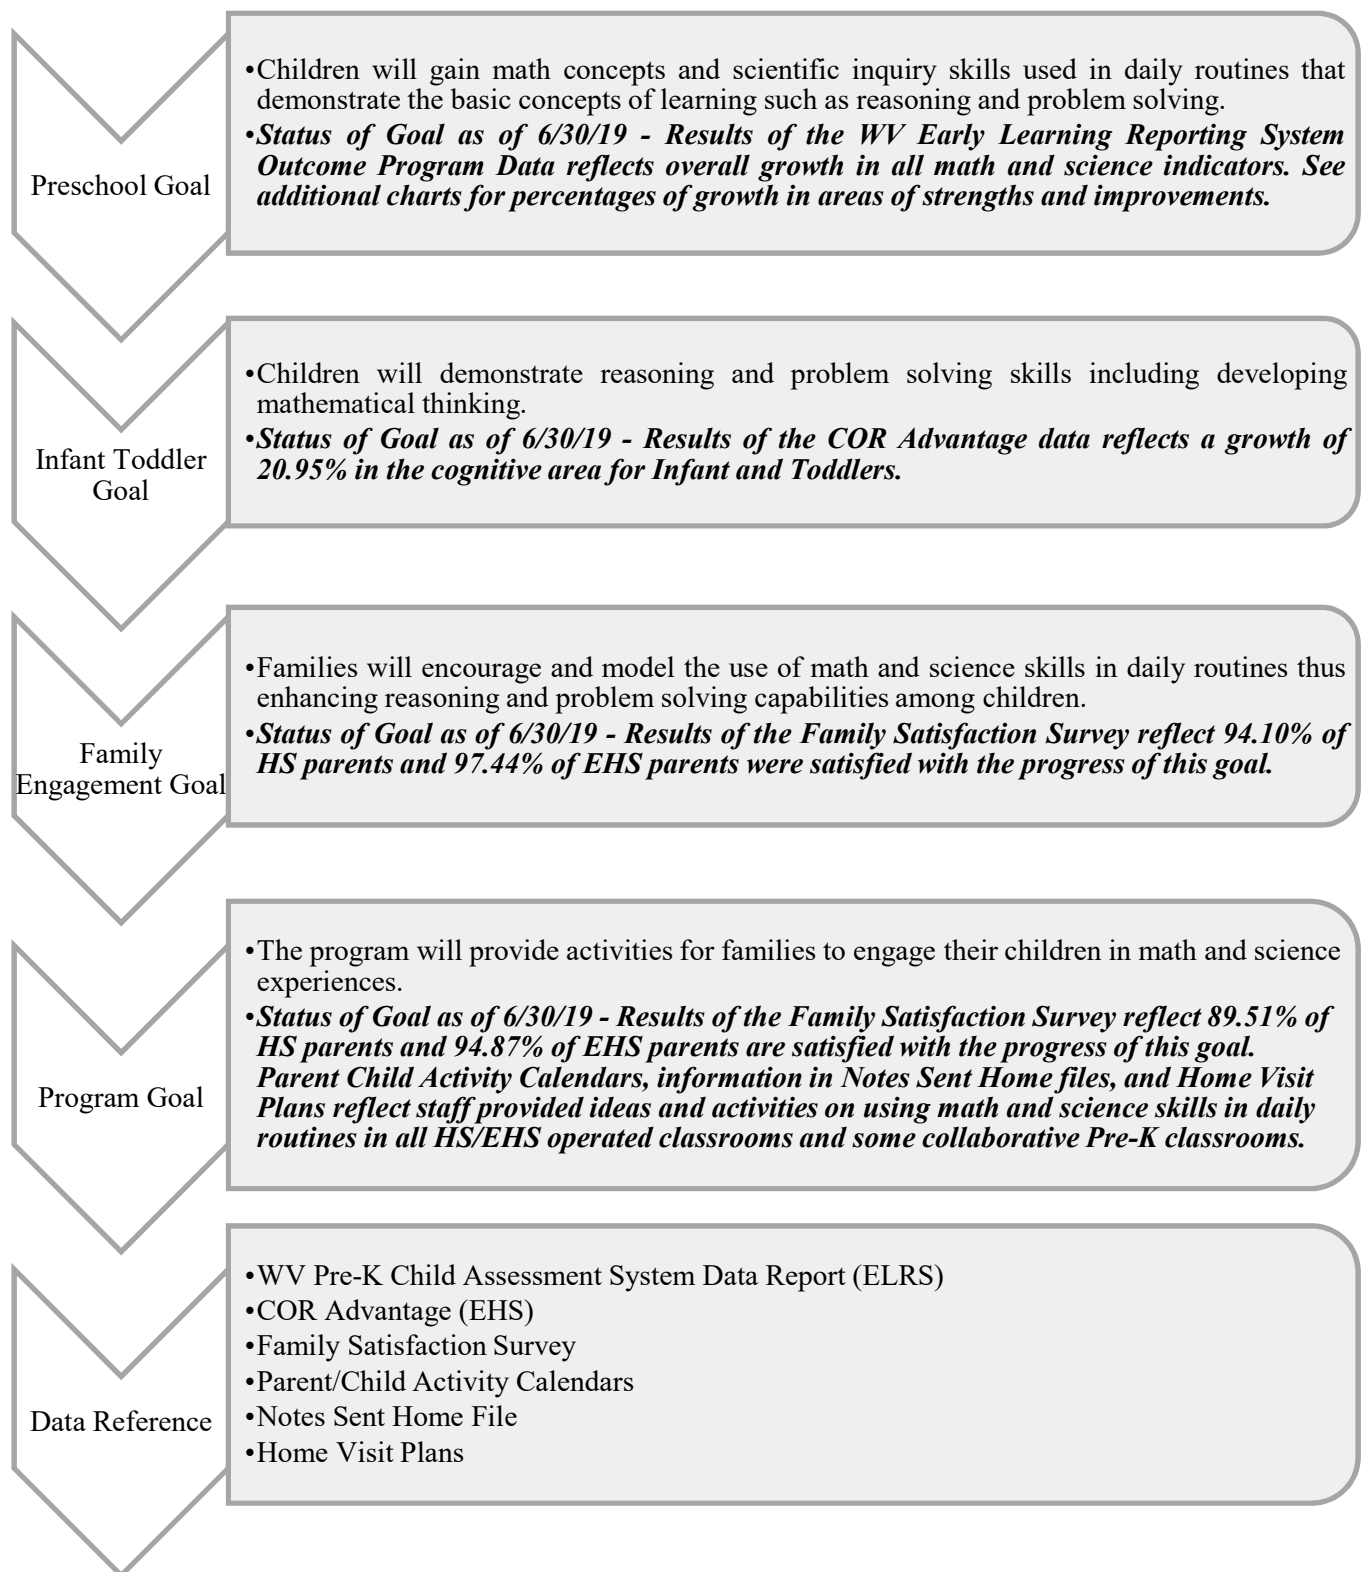 Preschool Goal
•Children will gain math concepts and scientific inquiry skills used in daily routines that
demonstrate the basic concepts of learning such as reasoning and problem solving.
•Status of Goal as of 6/30/19 - Results of the WV Early Learning Reporting System
Outcome Program Data reflects overall growth in all math and science indicators. See
additional charts for percentages of growth in areas of strengths and improvements.
Infant Toddler
Goal
•Children will demonstrate reasoning and problem solving skills including developing
mathematical thinking.
•Status of Goal as of 6/30/19 - Results of the COR Advantage data reflects a growth of
20.95% in the cognitive area for Infant and Toddlers.
Family
Engagement Goal
•Families will encourage and model the use of math and science skills in daily routines thus
enhancing reasoning and problem solving capabilities among children.
•Status of Goal as of 6/30/19 - Results of the Family Satisfaction Survey reflect 94.10% of
HS parents and 97.44% of EHS parents were satisfied with the progress of this goal.
Program Goal
•The program will provide activities for families to engage their children in math and science
experiences.
•Status of Goal as of 6/30/19 - Results of the Family Satisfaction Survey reflect 89.51% of
HS parents and 94.87% of EHS parents are satisfied with the progress of this goal.
Parent Child Activity Calendars, information in Notes Sent Home files, and Home Visit
Plans reflect staff provided ideas and activities on using math and science skills in daily
routines in all HS/EHS operated classrooms and some collaborative Pre-K classrooms.
Data Reference
•WV Pre-K Child Assessment System Data Report (ELRS)
•COR Advantage (EHS)
•Family Satisfaction Survey
•Parent/Child Activity Calendars
•Notes Sent Home File
•Home Visit Plans